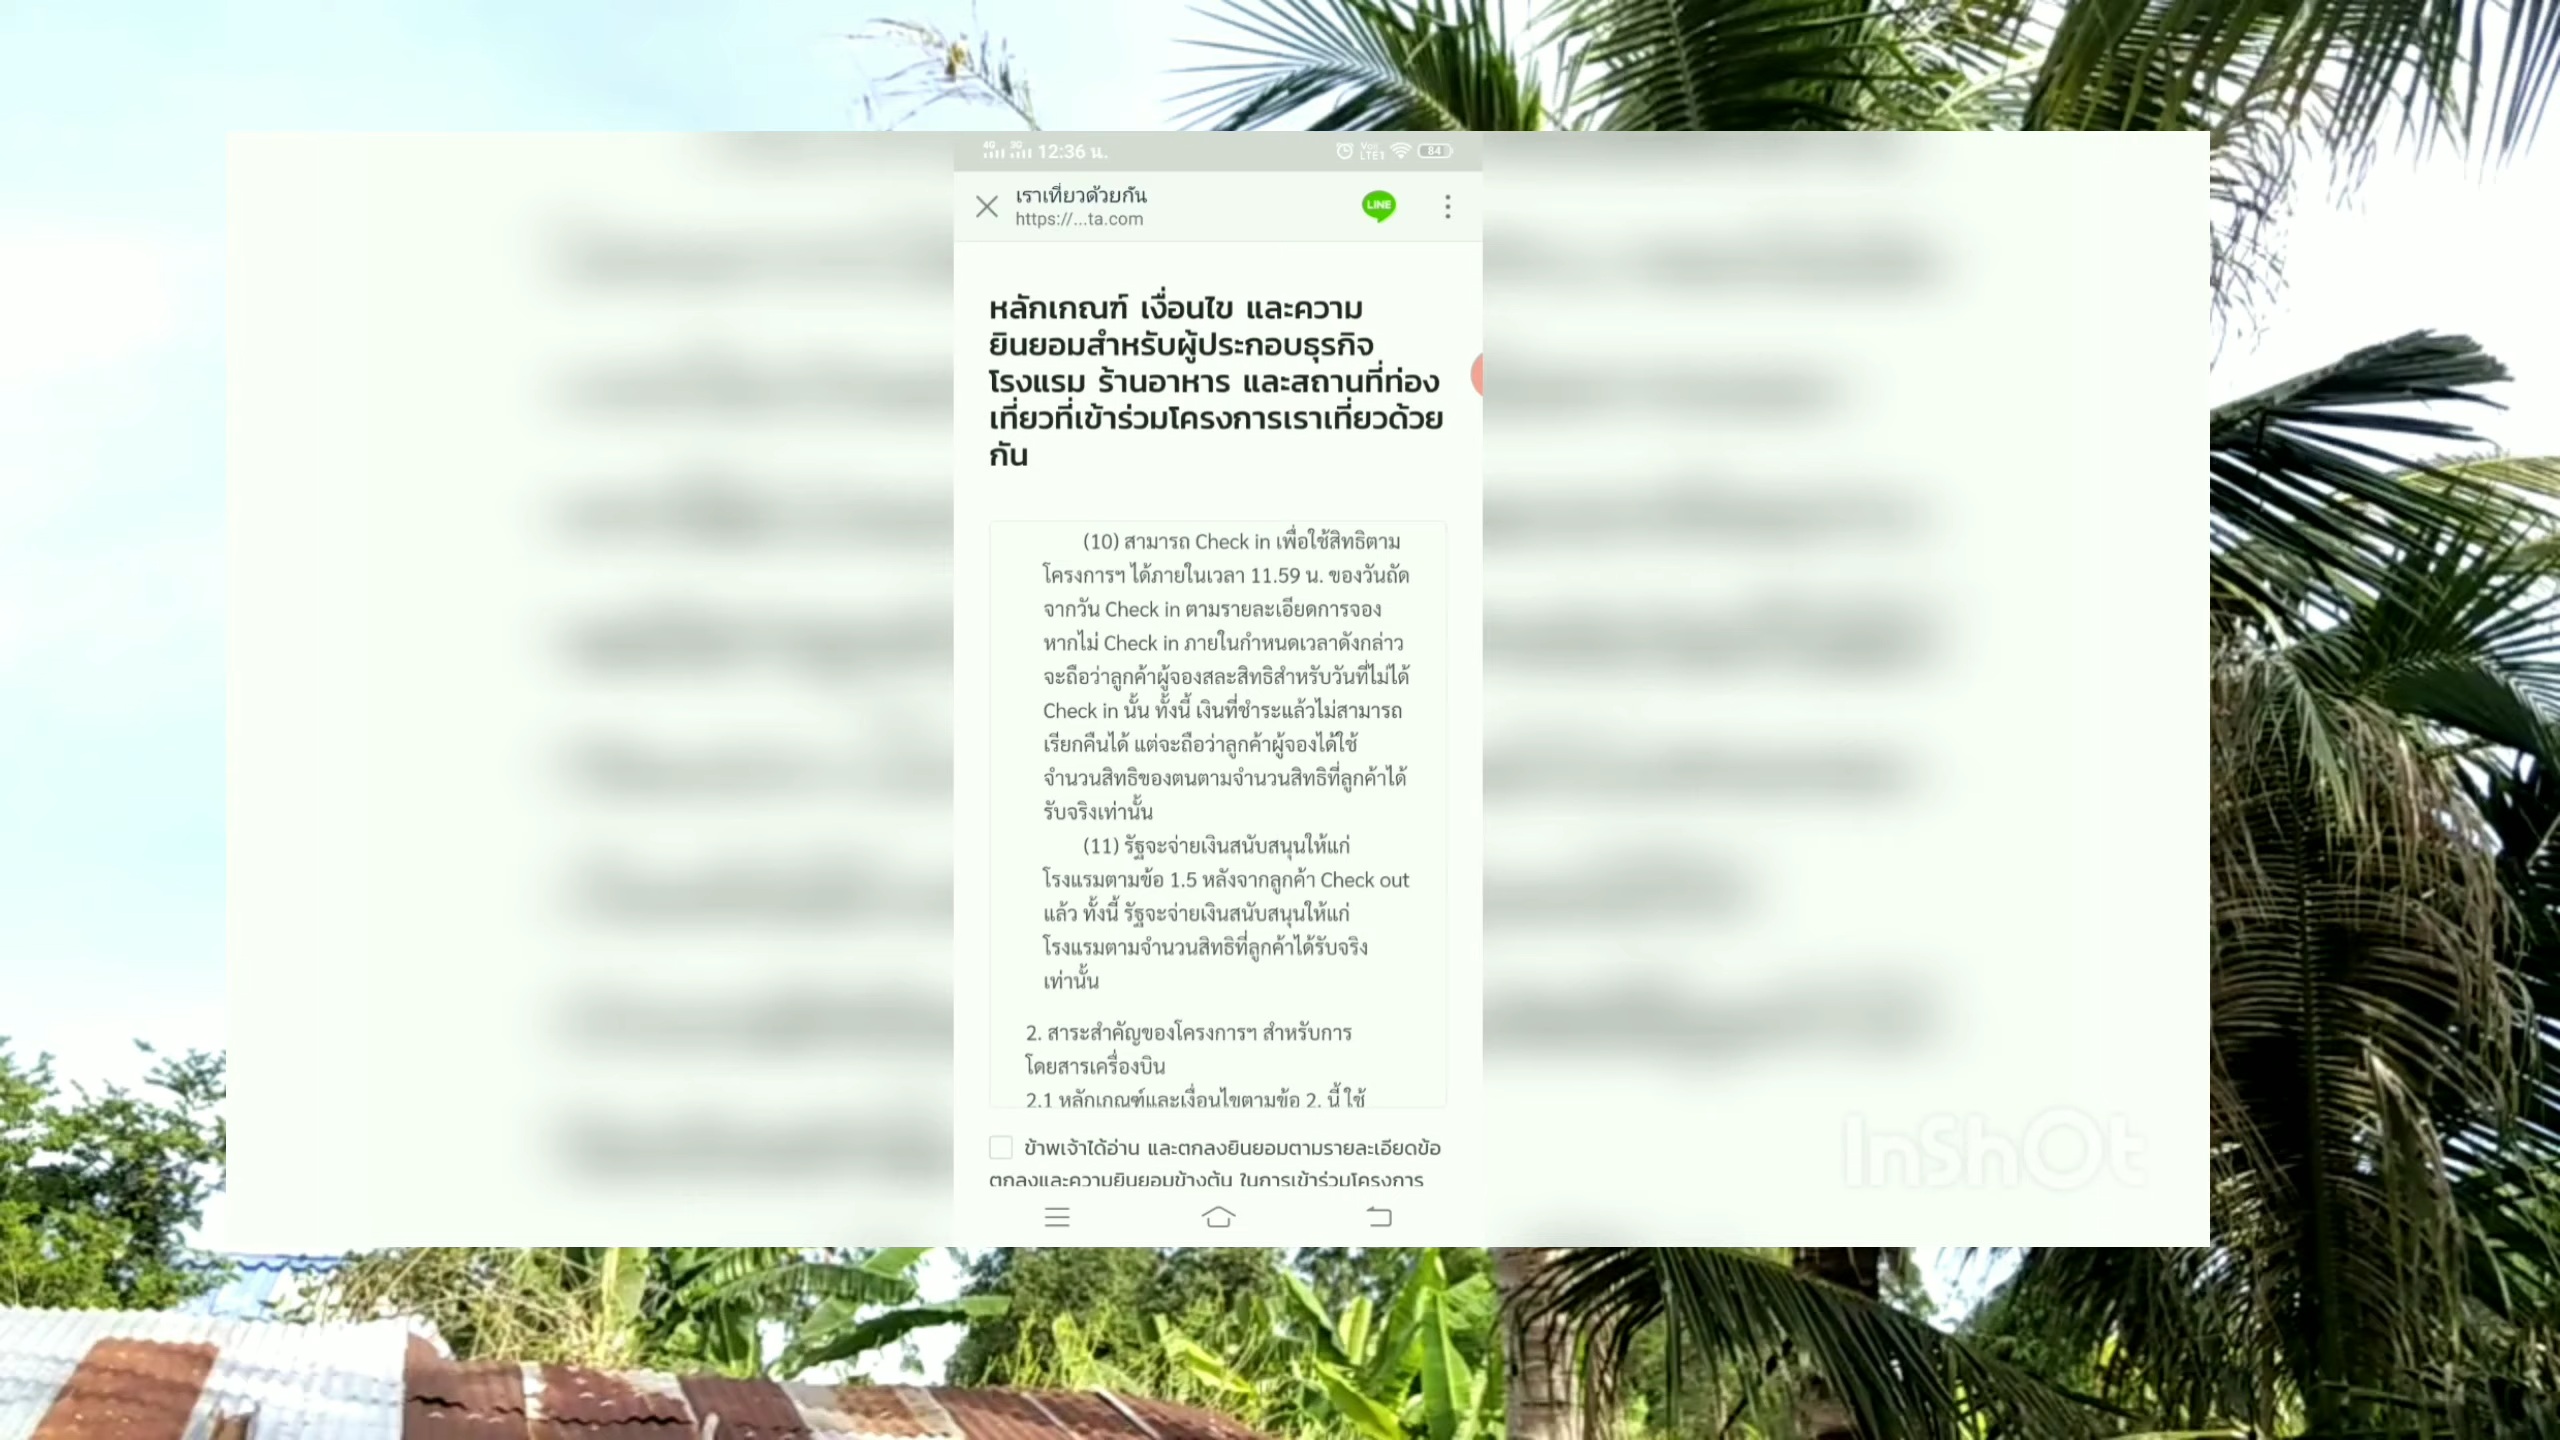 4G 3G 12:36 น. Voi LTE1 84
เราเที่ยวด้วยกัน
https://...ta.com
LINE
หลักเกณฑ์ เงื่อนไข และความ
ยินยอมสำหรับผู้ประกอบธุรกิจ
โรงแรม ร้านอาหาร และสถานที่ท่อง
เที่ยวที่เข้าร่วมโครงการเราเที่ยวด้วย
กัน
(10) สามารถ Check in เพื่อใช้สิทธิตาม
โครงการฯ ได้ภายในเวลา 11.59 น. ของวันถัด
จากวัน Check in ตามรายละเอียดการจอง
หากไม่ Check in ภายในกำหนดเวลาดังกล่าว
จะถือว่าลูกค้าผู้จองสละสิทธิสำหรับวันที่ไม่ได้
Check in นั้น ทั้งนี้ เงินที่ชำระแล้วไม่สามารถ
เรียกคืนได้ แต่จะถือว่าลูกค้าผู้จองได้ใช้
จำนวนสิทธิของตนตามจำนวนสิทธิที่ลูกค้าได้
รับจริงเท่านั้น
(11) รัฐจะจ่ายเงินสนับสนุนให้แก่
โรงแรมตามข้อ 1.5 หลังจากลูกค้า Check out
แล้ว ทั้งนี้ รัฐจะจ่ายเงินสนับสนุนให้แก่
โรงแรมตามจำนวนสิทธิที่ลูกค้าได้รับจริง
เท่านั้น
2. สาระสำคัญของโครงการฯ สำหรับการ
โดยสารเครื่องบิน
2.1 หลักเกณฑ์และเงื่อนไขตามข้อ 2. นี้ ใช้
ข้าพเจ้าได้อ่าน และตกลงยินยอมตามรายละเอียดข้อ
ตกลงและความยินยอมข้างต้น ในการเข้าร่วมโครงการ
InShOt